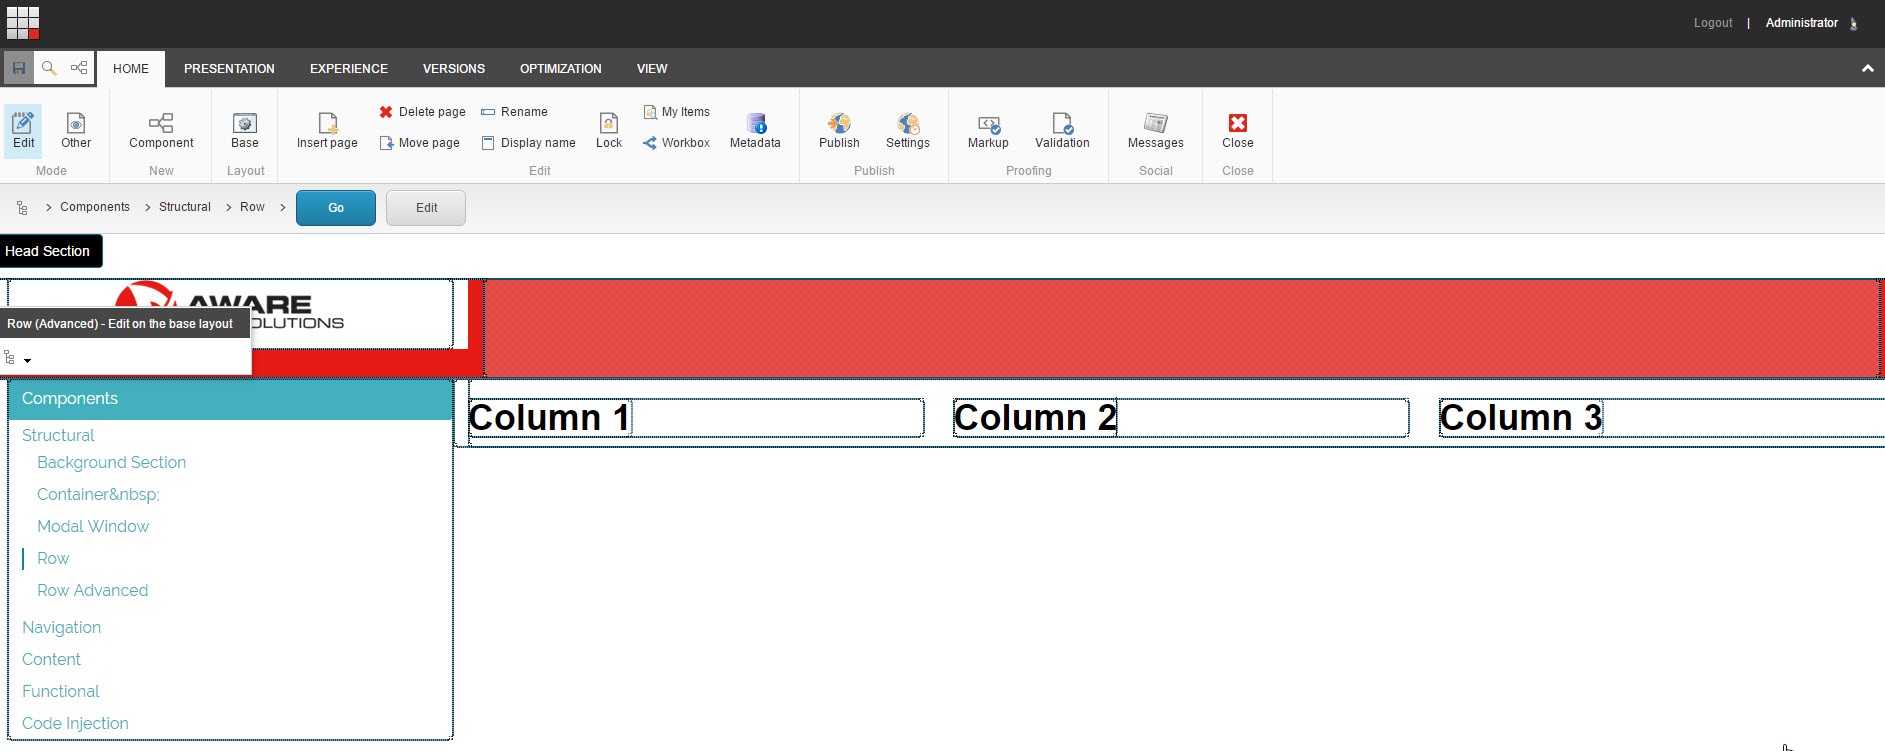 Logout | Administrator
HOME PRESENTATION EXPERIENCE VERSIONS OPTIMIZATION VIEW
Delete page Rename My Items
Edit Other Component Base Insert page Move page Display name Lock Workbox Metadata Publish Settings Markup Validation Messages Close
Mode New Layout Edit Publish Proofing Social Close
Components Structural Row Go Edit
Head Section
AWARE
Row (Advanced) - Edit on the base layout
OLUTIONS
Components
Column 1 Column 2 Column 3
Structural
Background Section
Container&nbsp;
Modal Window
Row
Row Advanced
Navigation
Content
Functional
Code Injection